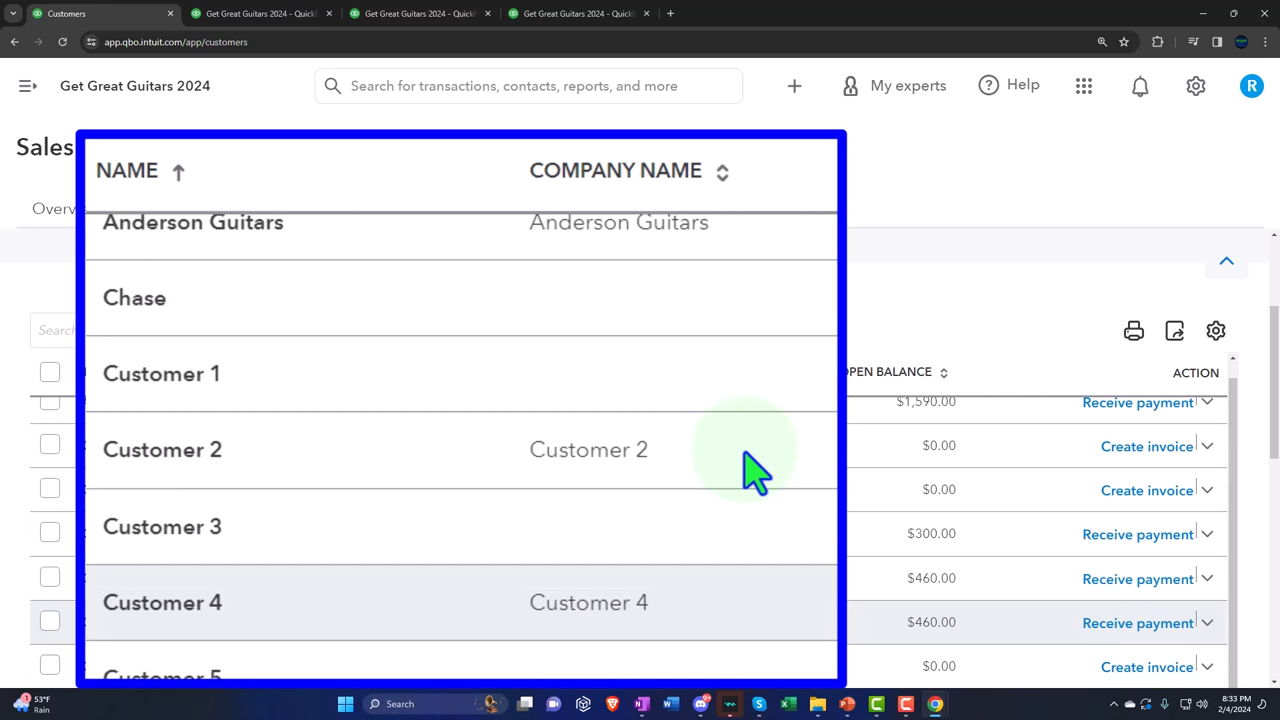 Customers
Get Great Guitars 2024 - Quick
Get Great Guitars 2024 - Quick
Get Great Guitars 2024 - Quick
app.qbo.intuit.com/app/customers
Get Great Guitars 2024
Search for transactions, contacts, reports, and more
My experts
Help
R
Sales
Overv
NAME COMPANY NAME
Anderson Guitars Anderson Guitars
Chase
Customer 1
Customer 2 Customer 2
Customer 3
Customer 4 Customer 4
Customer 5
Search
OPEN BALANCE ACTION
$1,590.00 Receive payment
$0.00 Create invoice
$0.00 Create invoice
$300.00 Receive payment
$460.00 Receive payment
$460.00 Receive payment
$0.00 Create invoice
53°F
Rain
Search
8:33 PM
2/4/2024